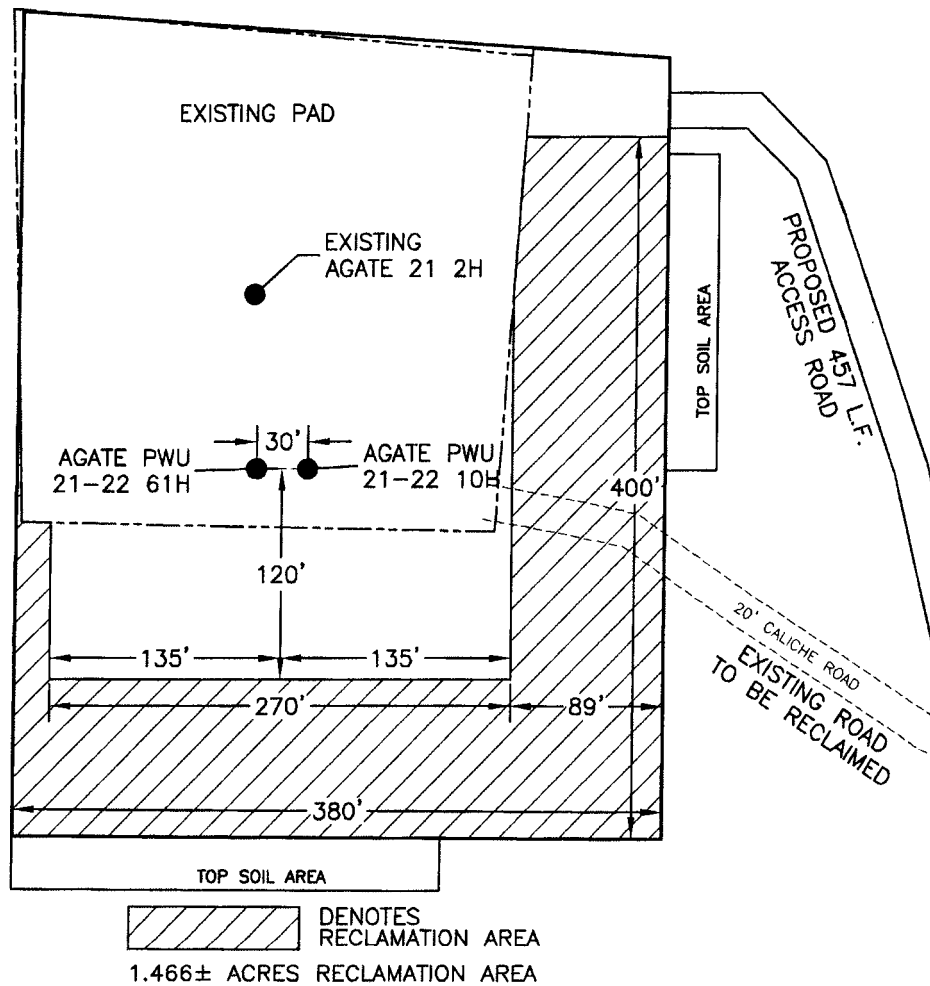 EXISTING PAD
EXISTING
AGATE 21 2H
PROPOSED 457 L.F.
ACCESS ROAD
TOP SOIL AREA
30'
AGATE PWU
21-22 61H
AGATE PWU
21-22 10H
400'
120'
20' CALICHE ROAD
EXISTING ROAD
TO BE RECLAIMED
135'
135'
270'
89'
380'
TOP SOIL AREA
DENOTES
RECLAMATION AREA
1.466± ACRES RECLAMATION AREA